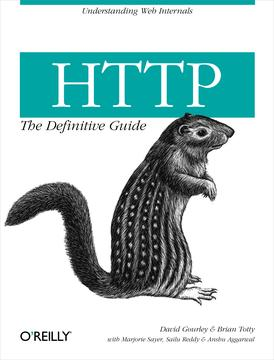 Understanding Web Internals
HTTP
The Definitive Guide
David Gourley & Brian Totty
with Marjorie Sayer, Sailu Reddy & Anshu Aggarwal
O'REILLY